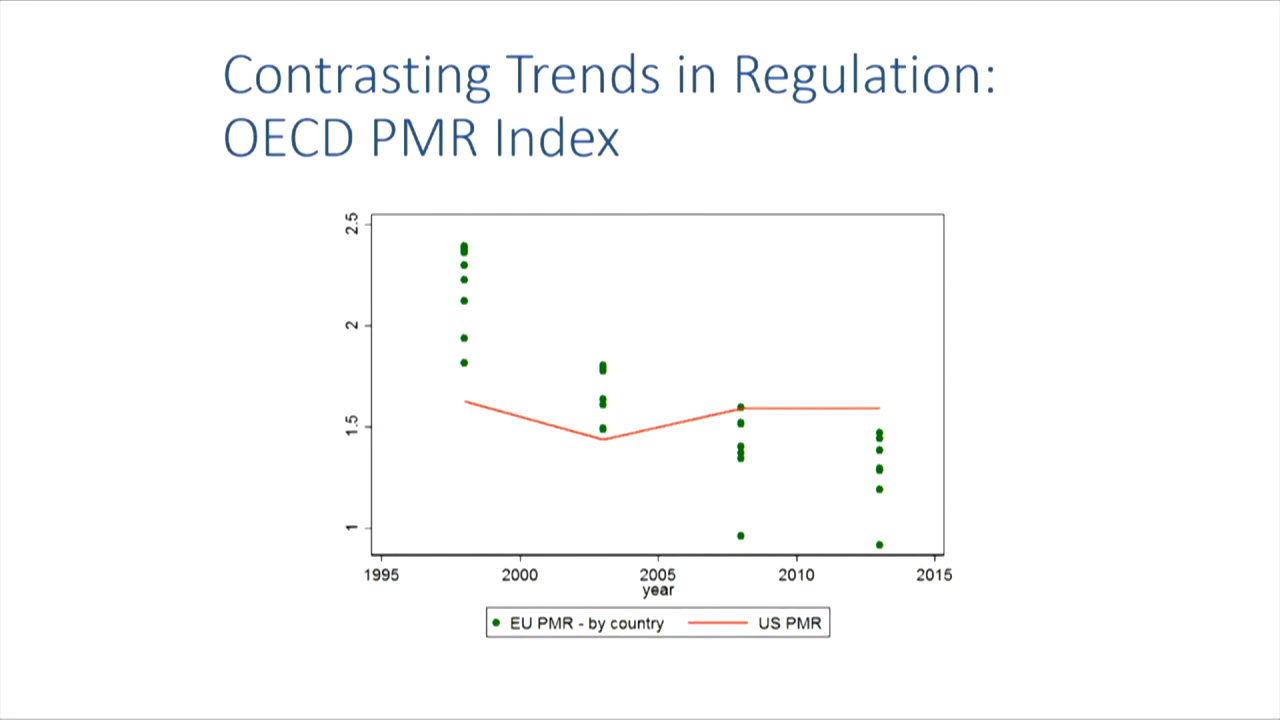 Contrasting Trends in Regulation:
OECD PMR Index
2.5
2
1.5
1
1995 2000 2005 2010 2015
year
EU PMR - by country US PMR